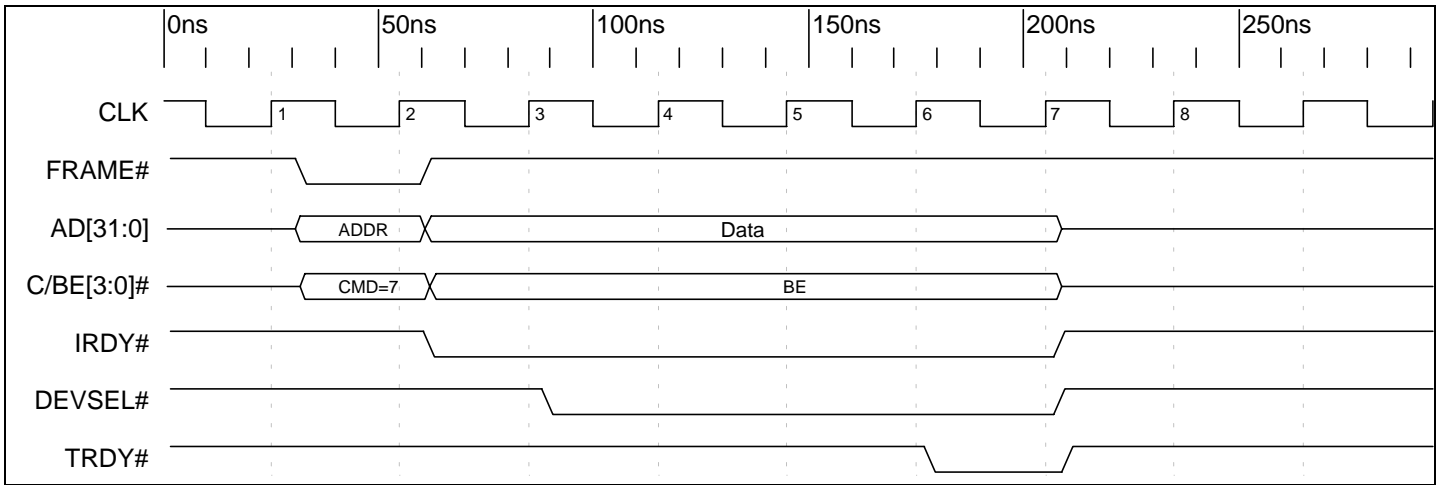 0ns 50ns 100ns 150ns 200ns 250ns
CLK 1 2 3 4 5 6 7 8
FRAME#
AD[31:0] ADDR Data
C/BE[3:0]# CMD=7 BE
IRDY#
DEVSEL#
TRDY#